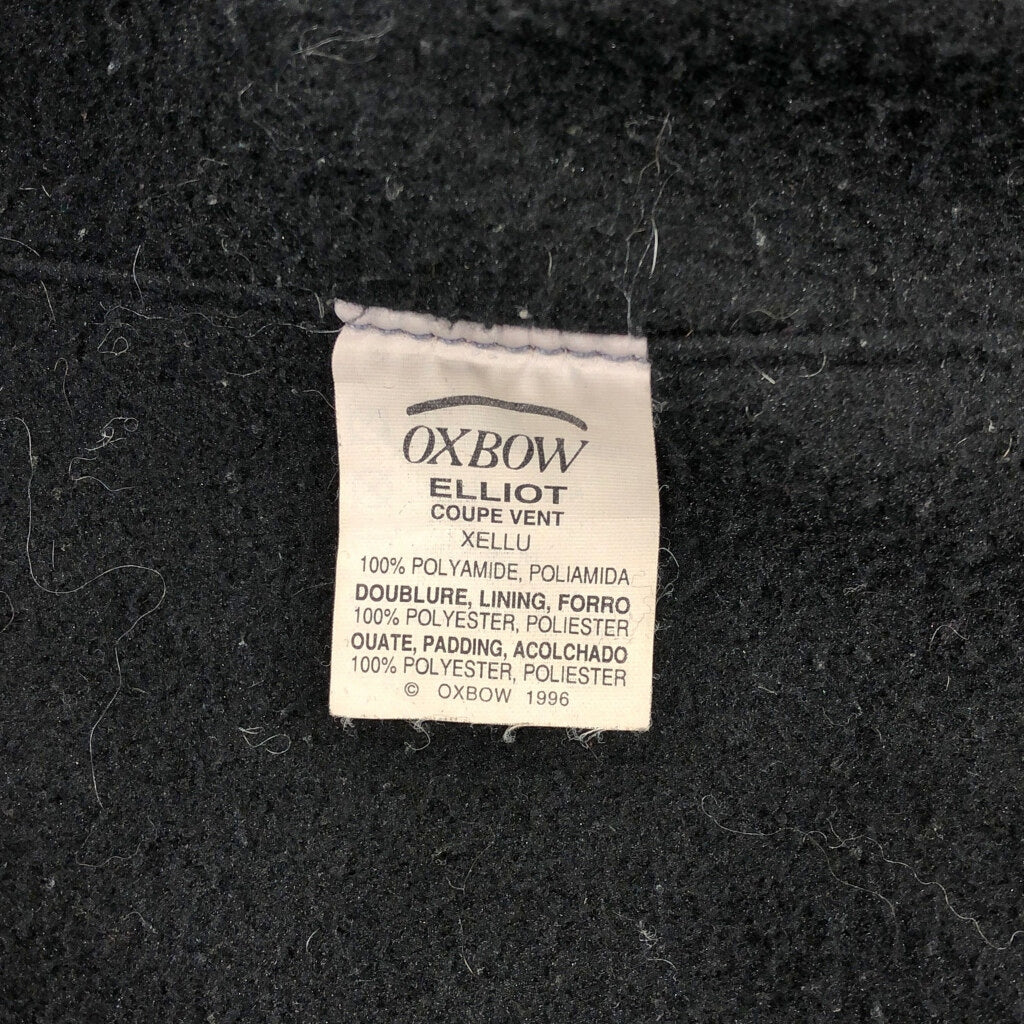 OXBOW
ELLIOT
COUPE VENT
XELLU
100% POLYAMIDE, POLIAMIDA
DOUBLURE, LINING, FORRO
100% POLYESTER, POLIESTER
OUATE, PADDING, ACOLCHADO
100% POLYESTER, POLIESTER
© OXBOW 1996